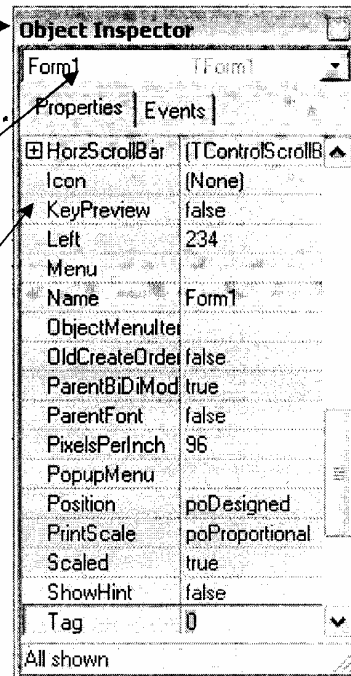 Object Inspector
Form1 TForm1
Properties Events
HorzScrollBar (TControlScrollB
Icon (None)
KeyPreview false
Left 234
Menu
Name Form1
ObjectMenuIte
OldCreateOrder false
ParentBiDiMod true
ParentFont false
PixelsPerInch 96
PopupMenu
Position poDesigned
PrintScale poProportional
Scaled true
ShowHint false
Tag 0
All shown